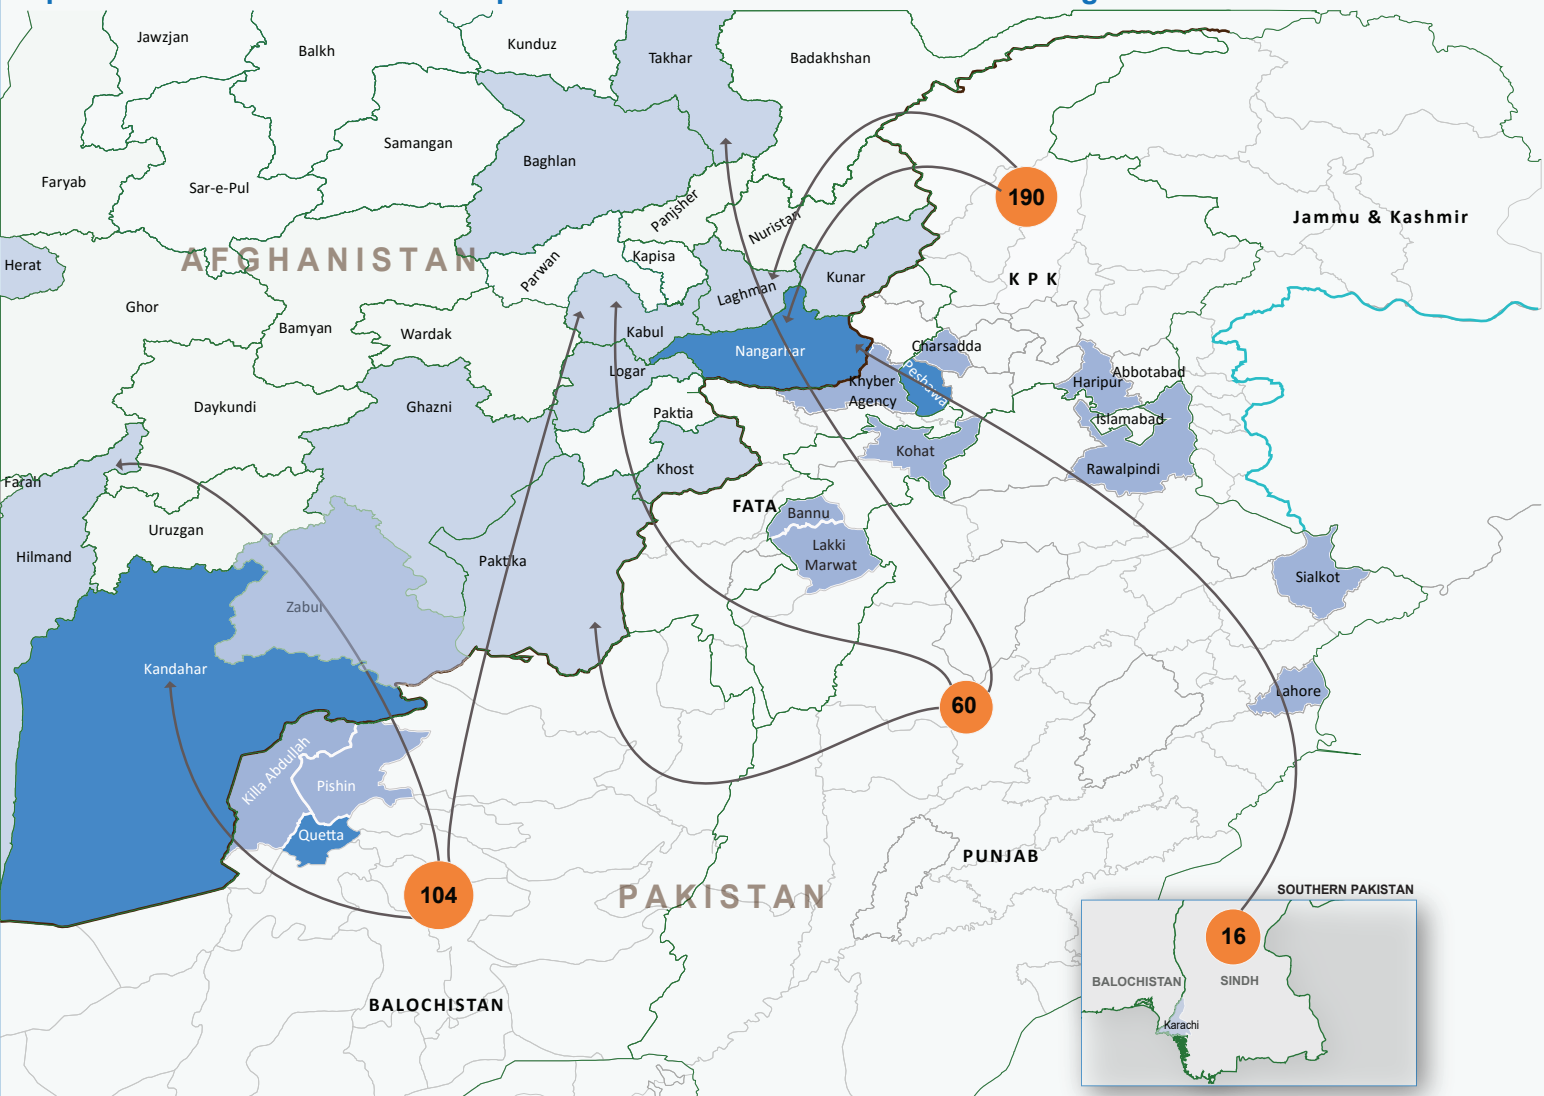 Jawzjan
Balkh
Kunduz
Takhar
Badakhshan
Samangan
Baghlan
Faryab
Sar-e-Pul
Panjsher
Nuristan
190
Jammu & Kashmir
AFGHANISTAN
Herat
Parwan
Kapisa
Laghman
Kunar
KPK
Ghor
Bamyan
Wardak
Kabul
Nangarhar
Charsadda
Logar
Peshawa
Khyber
Agency
Haripur
Abbotabad
Daykundi
Ghazni
Paktia
Islamabad
Kohat
Khost
Rawalpindi
Farah
FATA
Bannu
Uruzgan
Lakki
Marwat
Hilmand
Paktika
Sialkot
Zabul
Kandahar
Lahore
60
Killa Abdullah
Pishin
Quetta
PUNJAB
104
PAKISTAN
SOUTHERN PAKISTAN
16
BALOCHISTAN
SINDH
BALOCHISTAN
Karachi